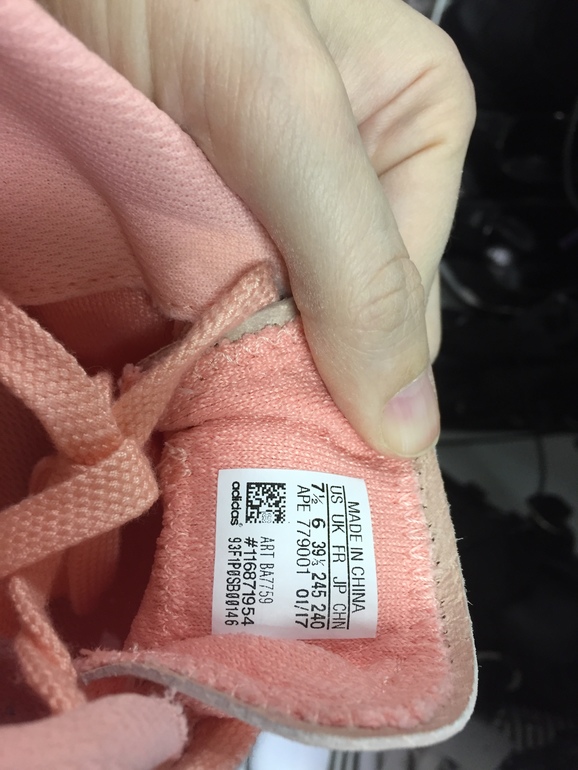 MADE IN CHINA
US UK FR JP CHN
7½ 6 39⅓ 245 240
APE 779001 01/17
ART BA7759
#116871954
93F1P0SB00146
adidas